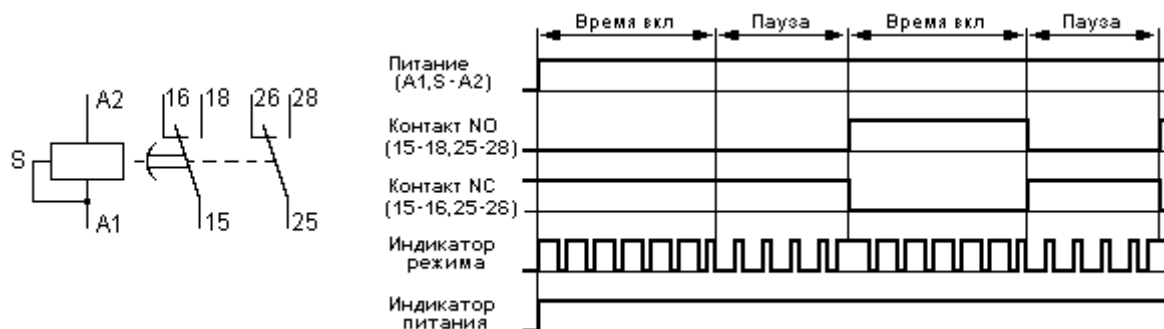 A2
16 18 26 28
S
A1 15 25
Время вкл Пауза Время вкл Пауза
Питание
(A1,S-A2)
Контакт NO
(15-18,25-28)
Контакт NC
(15-16,25-26)
Индикатор
режима
Индикатор
питания